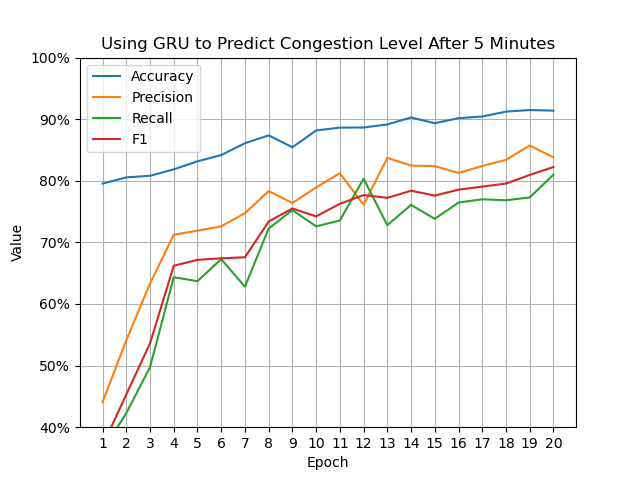 Using GRU to Predict Congestion Level After 5 Minutes
100%
90%
80%
70%
60%
50%
40%
Value
Accuracy
Precision
Recall
F1
1 2 3 4 5 6 7 8 9 10 11 12 13 14 15 16 17 18 19 20
Epoch